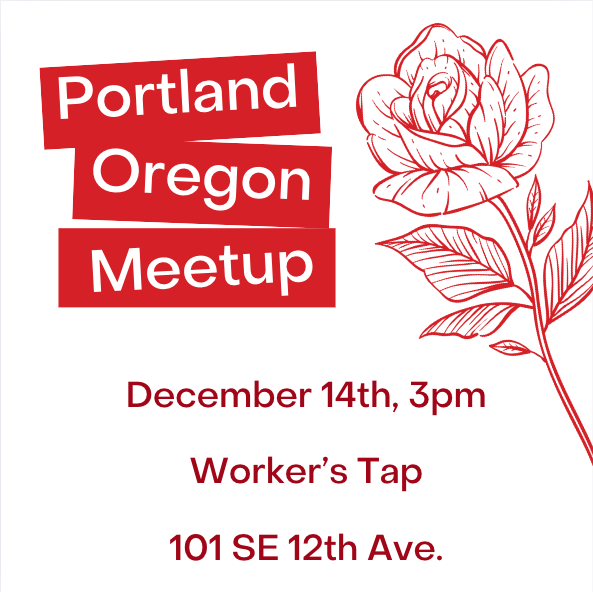 Portland
Oregon
Meetup
December 14th, 3pm
Worker’s Tap
101 SE 12th Ave.